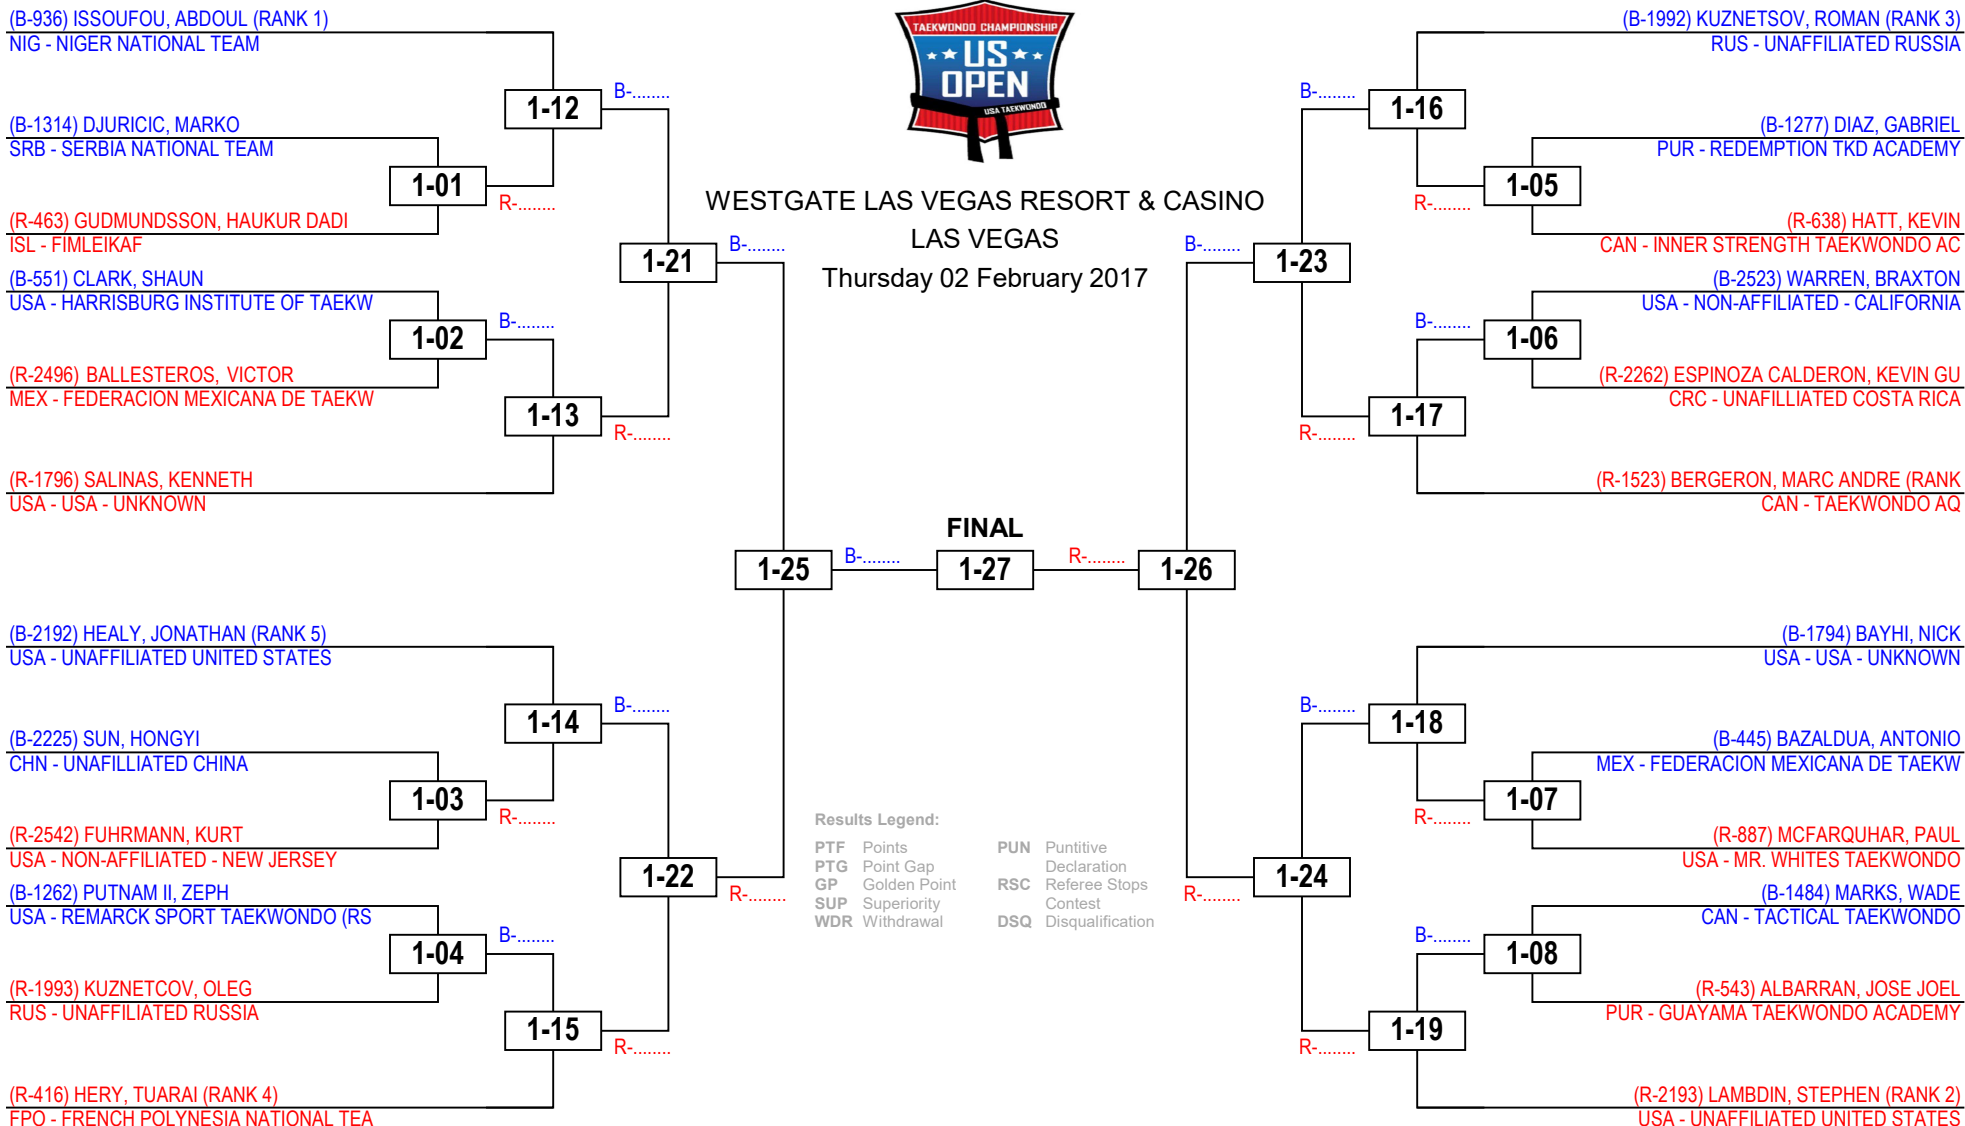 (B-936) ISSOUFOU, ABDOUL (RANK 1)
NIG - NIGER NATIONAL TEAM
(B-1314) DJURICIC, MARKO
SRB - SERBIA NATIONAL TEAM
(R-463) GUDMUNDSSON, HAUKUR DADI
ISL - FIMLEIKAF
(B-551) CLARK, SHAUN
USA - HARRISBURG INSTITUTE OF TAEKW
(R-2496) BALLESTEROS, VICTOR
MEX - FEDERACION MEXICANA DE TAEKW
(R-1796) SALINAS, KENNETH
USA - USA - UNKNOWN
(B-2192) HEALY, JONATHAN (RANK 5)
USA - UNAFFILIATED UNITED STATES
(B-2225) SUN, HONGYI
CHN - UNAFILLIATED CHINA
(R-2542) FUHRMANN, KURT
USA - NON-AFFILIATED - NEW JERSEY
(B-1262) PUTNAM II, ZEPH
USA - REMARCK SPORT TAEKWONDO (RS
(R-1993) KUZNETCOV, OLEG
RUS - UNAFFILIATED RUSSIA
(R-416) HERY, TUARAI (RANK 4)
FPO - FRENCH POLYNESIA NATIONAL TEA
1-01
R-........
1-02
B-........
1-03
R-........
1-04
B-........
1-12
B-........
1-13
R-........
1-14
B-........
1-15
R-........
1-21
B-........
1-22
R-........
1-25
B-........
TAEKWONDO CHAMPIONSHIP
US
OPEN
USA TAEKWONDO
WESTGATE LAS VEGAS RESORT & CASINO
LAS VEGAS
Thursday 02 February 2017
FINAL
1-27
Results Legend:
PTF Points
PTG Point Gap
GP Golden Point
SUP Superiority
WDR Withdrawal
PUN Puntitive
Declaration
RSC Referee Stops
Contest
DSQ Disqualification
R-........
1-26
B-........
1-23
R-........
1-24
B-........
1-16
R-........
1-17
B-........
1-18
R-........
1-19
R-........
1-05
B-........
1-06
R-........
1-07
B-........
1-08
(B-1992) KUZNETSOV, ROMAN (RANK 3)
RUS - UNAFFILIATED RUSSIA
(B-1277) DIAZ, GABRIEL
PUR - REDEMPTION TKD ACADEMY
(R-638) HATT, KEVIN
CAN - INNER STRENGTH TAEKWONDO AC
(B-2523) WARREN, BRAXTON
USA - NON-AFFILIATED - CALIFORNIA
(R-2262) ESPINOZA CALDERON, KEVIN GU
CRC - UNAFILLIATED COSTA RICA
(R-1523) BERGERON, MARC ANDRE (RANK
CAN - TAEKWONDO AQ
(B-1794) BAYHI, NICK
USA - USA - UNKNOWN
(B-445) BAZALDUA, ANTONIO
MEX - FEDERACION MEXICANA DE TAEKW
(R-887) MCFARQUHAR, PAUL
USA - MR. WHITES TAEKWONDO
(B-1484) MARKS, WADE
CAN - TACTICAL TAEKWONDO
(R-543) ALBARRAN, JOSE JOEL
PUR - GUAYAMA TAEKWONDO ACADEMY
(R-2193) LAMBDIN, STEPHEN (RANK 2)
USA - UNAFFILIATED UNITED STATES